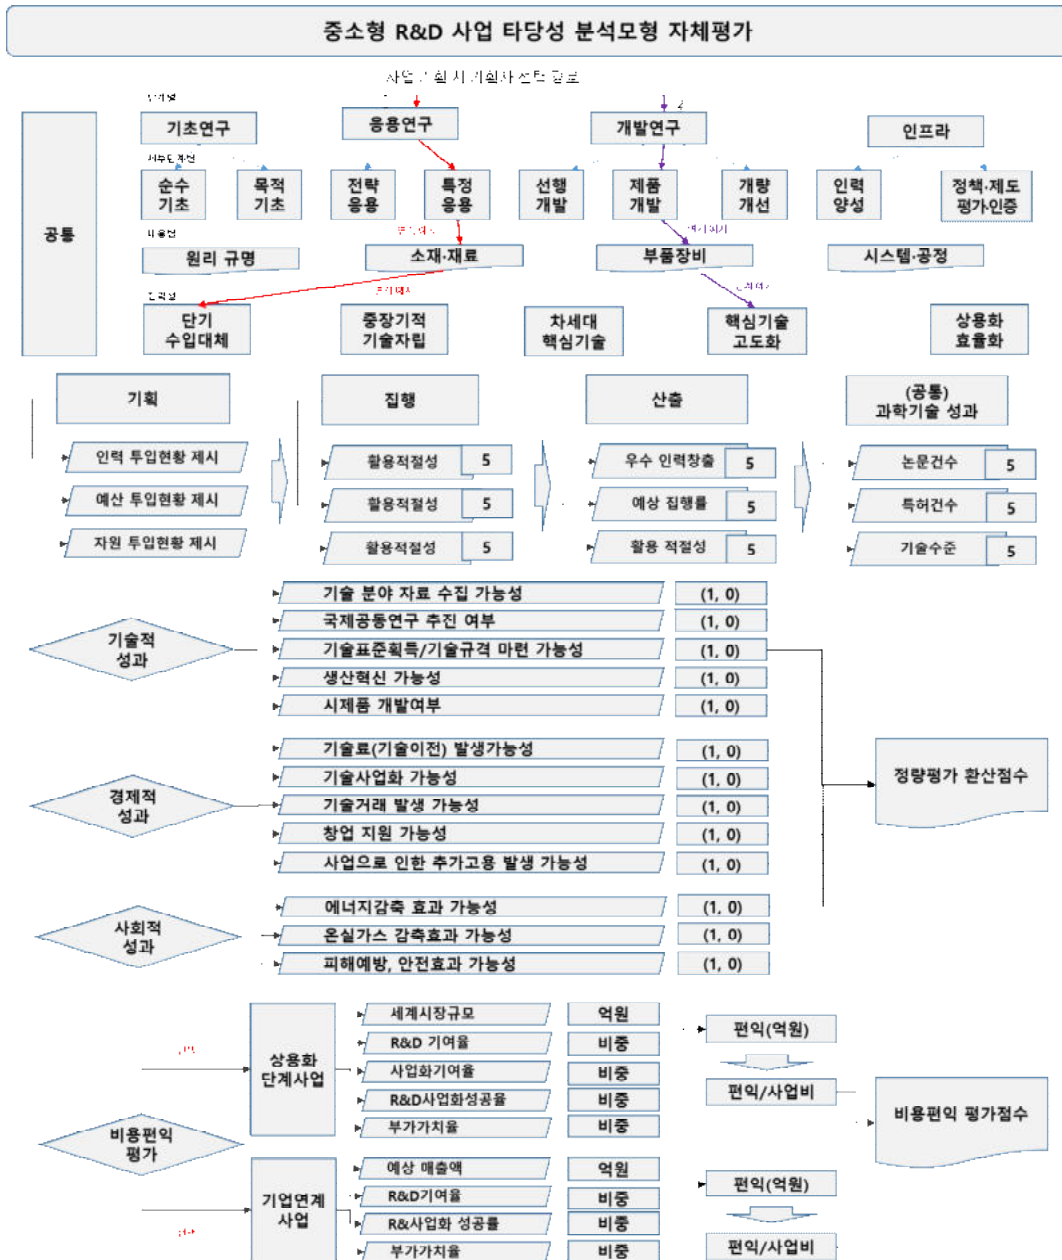 중소형 R&D 사업 타당성 분석모형 자체평가
공통
기초연구
응용연구
개발연구
인프라
순수
기초
목적
기초
전략
응용
특정
응용
선행
개발
제품
개발
개량
개선
인력
양성
정책·제도
평가·인증
원리 규명
소재·재료
부품장비
시스템·공정
단기
수입대체
중장기적
기술자립
차세대
핵심기술
핵심기술
고도화
상용화
효율화
기획
집행
산출
(공통)
과학기술 성과
인력 투입현황 제시
활용적절성 5
우수 인력창출 5
논문건수 5
예산 투입현황 제시
활용적절성 5
예상 집행률 5
특허건수 5
자원 투입현황 제시
활용적절성 5
활용 적절성 5
기술수준 5
기술적
성과
기술 분야 자료 수집 가능성 (1, 0)
국제공동연구 추진 여부 (1, 0)
기술표준획득/기술규격 마련 가능성 (1, 0)
생산혁신 가능성 (1, 0)
시제품 개발여부 (1, 0)
경제적
성과
기술료(기술이전) 발생가능성 (1, 0)
기술사업화 가능성 (1, 0)
기술거래 발생 가능성 (1, 0)
창업 지원 가능성 (1, 0)
사업으로 인한 추가고용 발생 가능성 (1, 0)
정량평가 환산점수
사회적
성과
에너지감축 효과 가능성 (1, 0)
온실가스 감축효과 가능성 (1, 0)
피해예방, 안전효과 가능성 (1, 0)
비용편익
평가
상용화
단계사업
세계시장규모 억원
R&D 기여율 비중
사업화기여율 비중
R&D사업화성공율 비중
부가가치율 비중
편익(억원)
편익/사업비
비용편익 평가점수
기업연계
사업
예상 매출액 억원
R&D기여율 비중
R&사업화 성공률 비중
부가가치율 비중
편익(억원)
편익/사업비